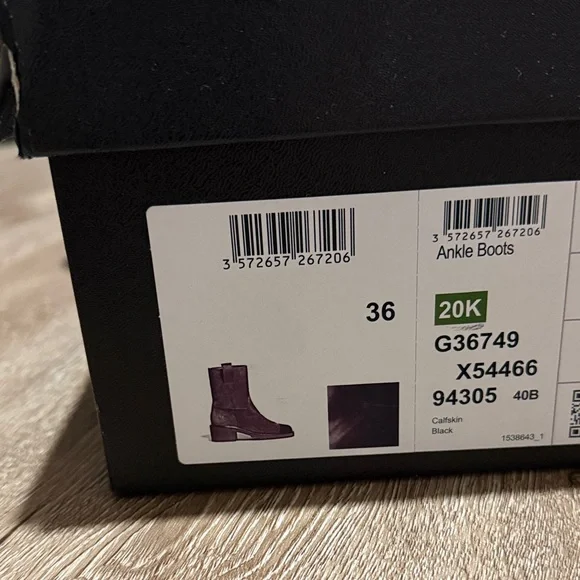 3 572657 267206
36
3 572657 267206
Ankle Boots
20K
G36749
X54466
94305 40B
Calfskin
Black
1538643_1